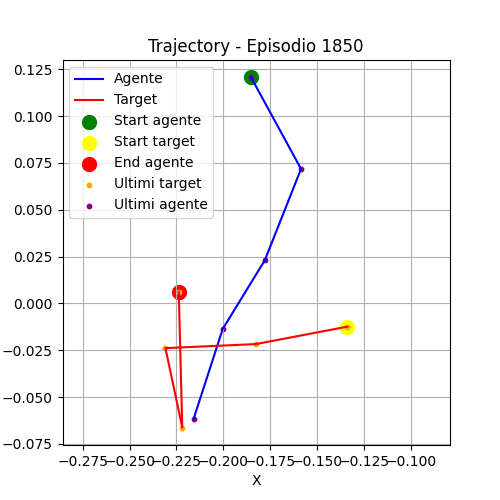 Trajectory - Episodio 1850
Agente
Target
Start agente
Start target
End agente
Ultimi target
Ultimi agente
0.125
0.100
0.075
0.050
0.025
0.000
−0.025
−0.050
−0.075
−0.275 −0.250 −0.225 −0.200 −0.175 −0.150 −0.125 −0.100
X